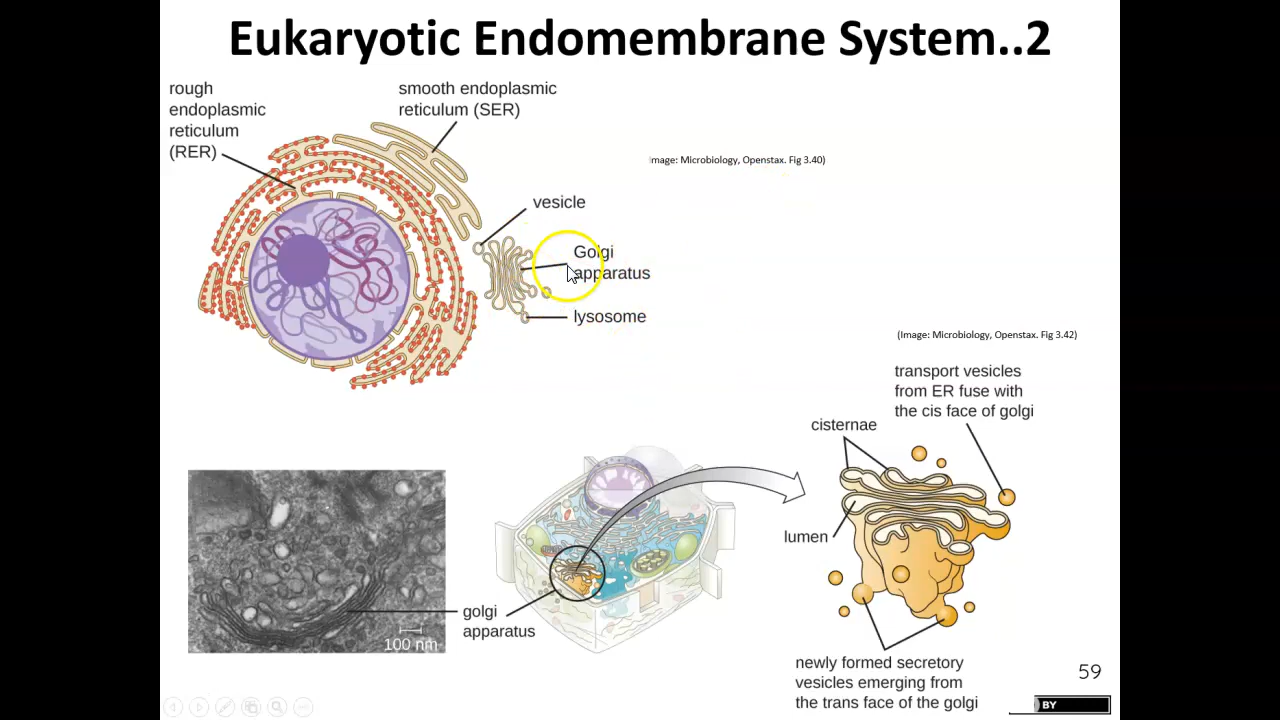 Eukaryotic Endomembrane System..2
rough
endoplasmic
reticulum
(RER)
smooth endoplasmic
reticulum (SER)
mage: Microbiology, Openstax. Fig 3.40)
vesicle
Golgi
apparatus
lysosome
(Image: Microbiology, Openstax. Fig 3.42)
transport vesicles
from ER fuse with
the cis face of golgi
cisternae
lumen
golgi
apparatus
100 nm
newly formed secretory
vesicles emerging from
the trans face of the golgi
59
BY